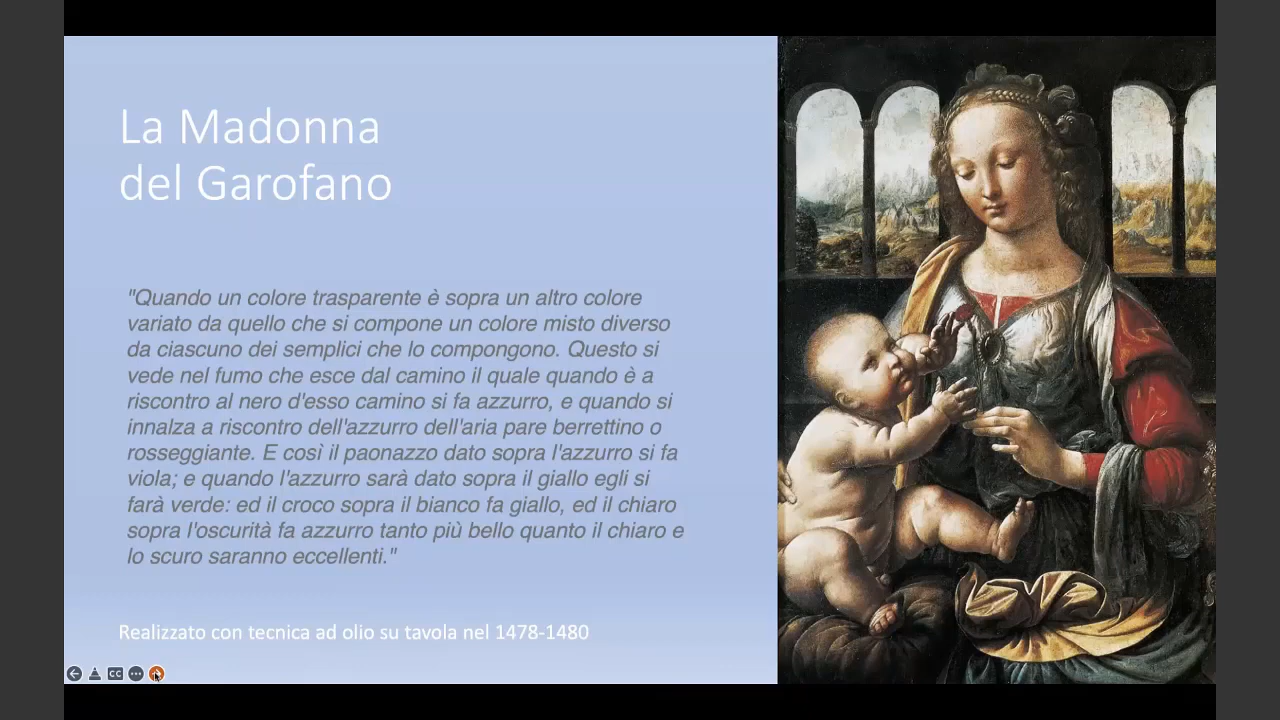 La Madonna
del Garofano
"Quando un colore trasparente è sopra un altro colore
variato da quello che si compone un colore misto diverso
da ciascuno dei semplici che lo compongono. Questo si
vede nel fumo che esce dal camino il quale quando è a
riscontro al nero d'esso camino si fa azzurro, e quando si
innalza a riscontro dell'azzurro dell'aria pare berrettino o
rosseggiante. E così il paonazzo dato sopra l'azzurro si fa
viola; e quando l'azzurro sarà dato sopra il giallo egli si
farà verde: ed il croco sopra il bianco fa giallo, ed il chiaro
sopra l'oscurità fa azzurro tanto più bello quanto il chiaro e
lo scuro saranno eccellenti."
Realizzato con tecnica ad olio su tavola nel 1478-1480
CC